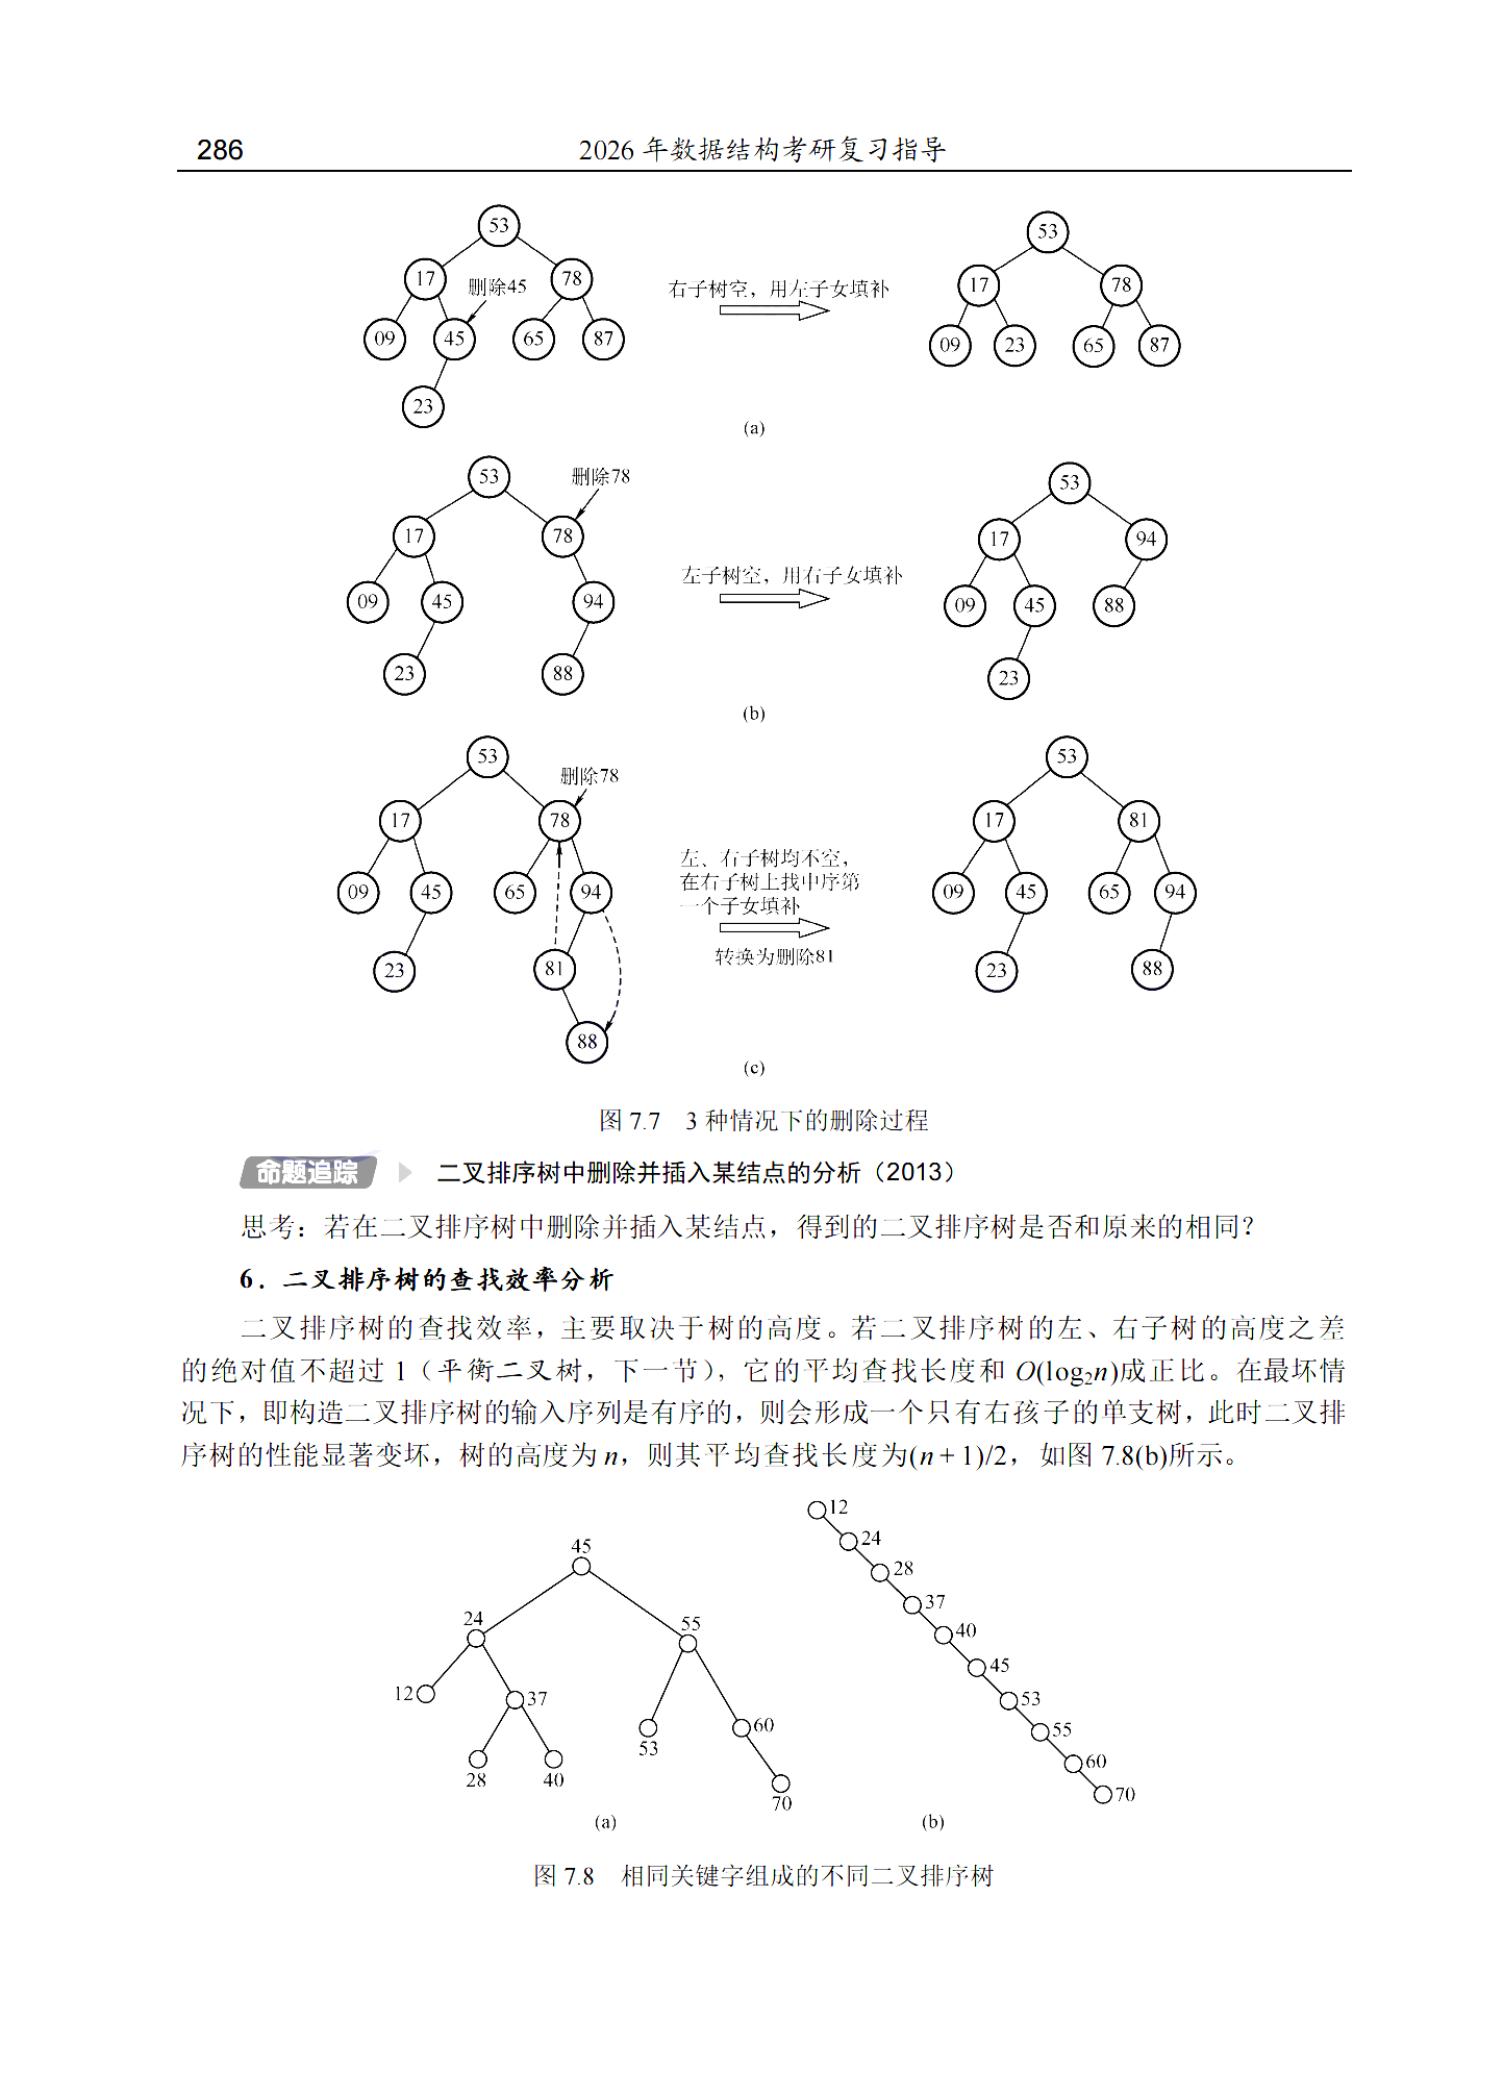 286
2026 年数据结构考研复习指导
53
17 删除45 78
09 45 65 87
23
右子树空，用左子女填补
53
17 78
09 23 65 87
(a)
53 删除78
17 78
09 45 94
23 88
左子树空，用右子女填补
53
17 94
09 45 88
23
(b)
53
删除78
17 78
09 45 65 94
23 81
88
左、右子树均不空，
在右子树上找中序第
一个子女填补
转换为删除81
53
17 81
09 45 65 94
23 88
(c)
图 7.7 3 种情况下的删除过程
命题追踪 二叉排序树中删除并插入某结点的分析（2013）
思考：若在二叉排序树中删除并插入某结点，得到的二叉排序树是否和原来的相同？
6．二叉排序树的查找效率分析
二叉排序树的查找效率，主要取决于树的高度。若二叉排序树的左、右子树的高度之差
的绝对值不超过 1（平衡二叉树，下一节），它的平均查找长度和 O(log₂n)成正比。在最坏情
况下，即构造二叉排序树的输入序列是有序的，则会形成一个只有右孩子的单支树，此时二叉排
序树的性能显著变坏，树的高度为 n，则其平均查找长度为(n + 1)/2，如图 7.8(b)所示。
45
24 55
12 37
53 60
28 40
70
(a)
12
24
28
37
40
45
53
55
60
70
(b)
图 7.8 相同关键字组成的不同二叉排序树